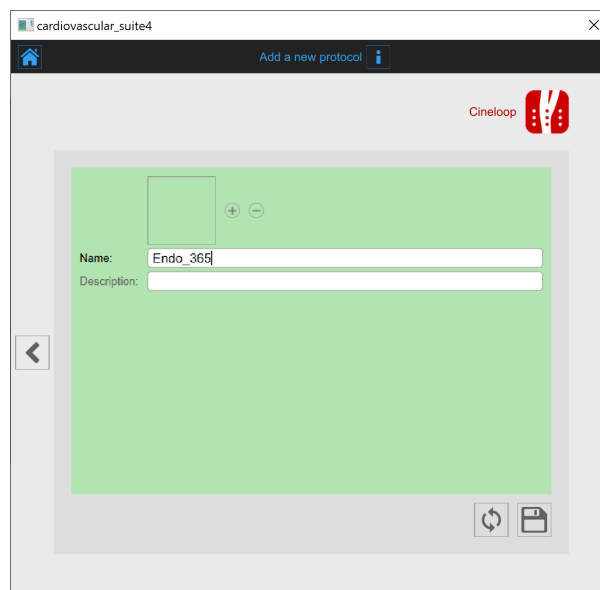 cardiovascular_suite4
Add a new protocol
Cineloop
Name: Endo_365
Description: